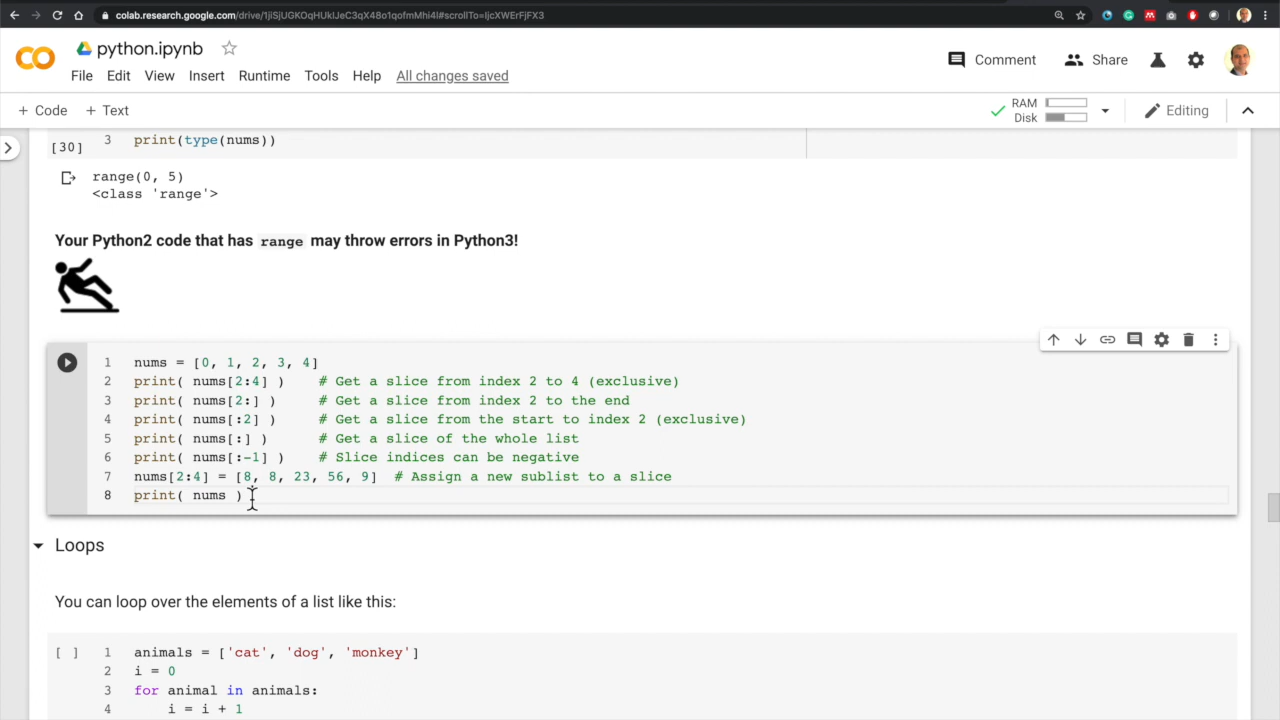 colab.research.google.com/drive/1jiSjUGKOqHUkIJeC3qX48o1qofmMhi4l#scrollTo=IjcXWErFjFX3
python.ipynb
File Edit View Insert Runtime Tools Help All changes saved
Comment Share
+ Code + Text
RAM
Disk
Editing
[30] 3 print(type(nums))
range(0, 5)
<class 'range'>
Your Python2 code that has range may throw errors in Python3!
1 nums = [0, 1, 2, 3, 4]
2 print( nums[2:4] ) # Get a slice from index 2 to 4 (exclusive)
3 print( nums[2:] ) # Get a slice from index 2 to the end
4 print( nums[:2] ) # Get a slice from the start to index 2 (exclusive)
5 print( nums[:] ) # Get a slice of the whole list
6 print( nums[:-1] ) # Slice indices can be negative
7 nums[2:4] = [8, 8, 23, 56, 9] # Assign a new sublist to a slice
8 print( nums )
Loops
You can loop over the elements of a list like this:
[ ] 1 animals = ['cat', 'dog', 'monkey']
2 i = 0
3 for animal in animals:
4 i = i + 1